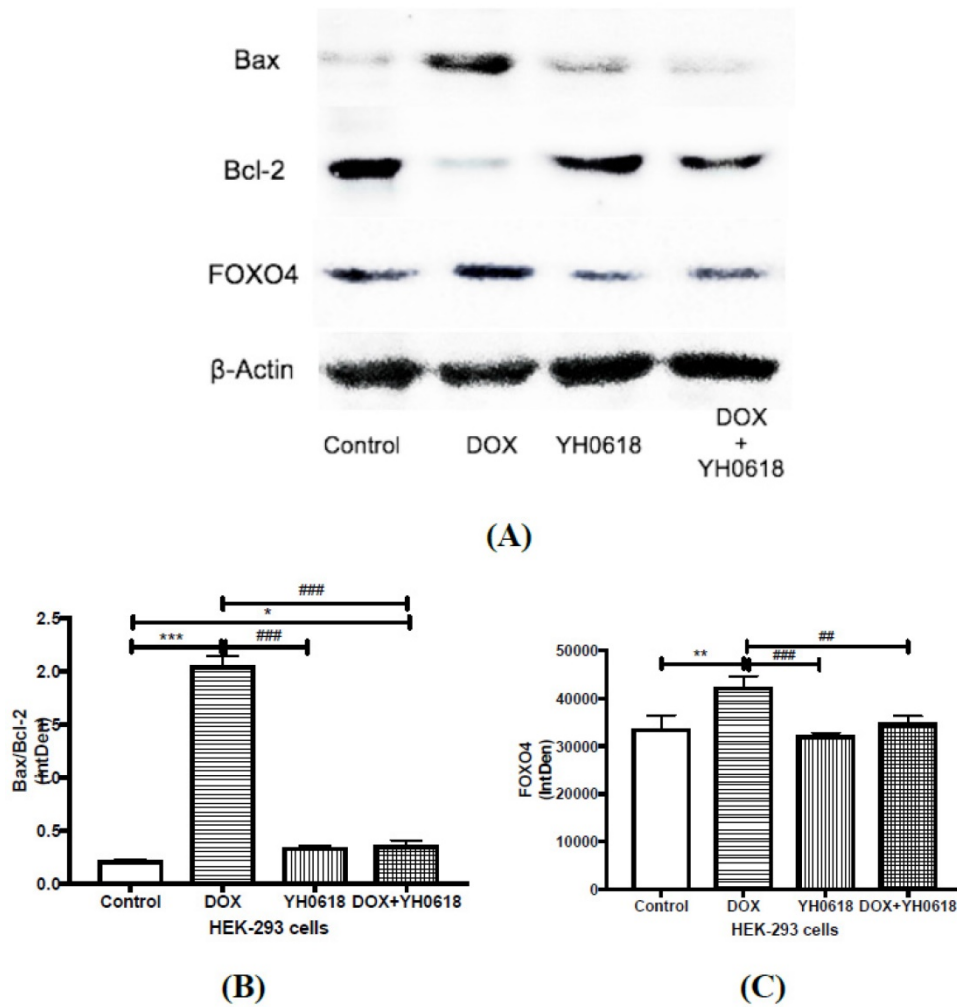 Bax
Bcl-2
FOXO4
β-Actin
Control DOX YH0618 DOX + YH0618
(A)
###
*
*** ###
2.5
2.0
1.5
1.0
0.5
0.0
Bax/Bcl-2
(IntDen)
Control DOX YH0618 DOX+YH0618
HEK-293 cells
(B)
##
** ###
50000
40000
30000
20000
10000
0
FOXO4
(IntDen)
Control DOX YH0618 DOX+YH0618
HEK-293 cells
(C)